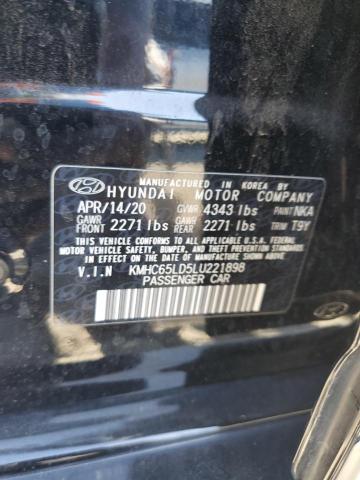 MANUFACTURED IN KOREA BY
HYUNDAI MOTOR COMPANY
APR/14/20 GVWR 4343 lbs PAINT NKA
GAWR FRONT 2271 lbs GAWR REAR 2271 lbs TRIM T9Y
THIS VEHICLE CONFORMS TO ALL APPLICABLE U.S.A. FEDERAL
MOTOR VEHICLE SAFETY, BUMPER, AND THEFT PREVENTION
STANDARDS IN EFFECT ON THE DATE OF MANUFACTURE SHOWN ABOVE.
V.I.N KMHC65LD5LU221898
PASSENGER CAR